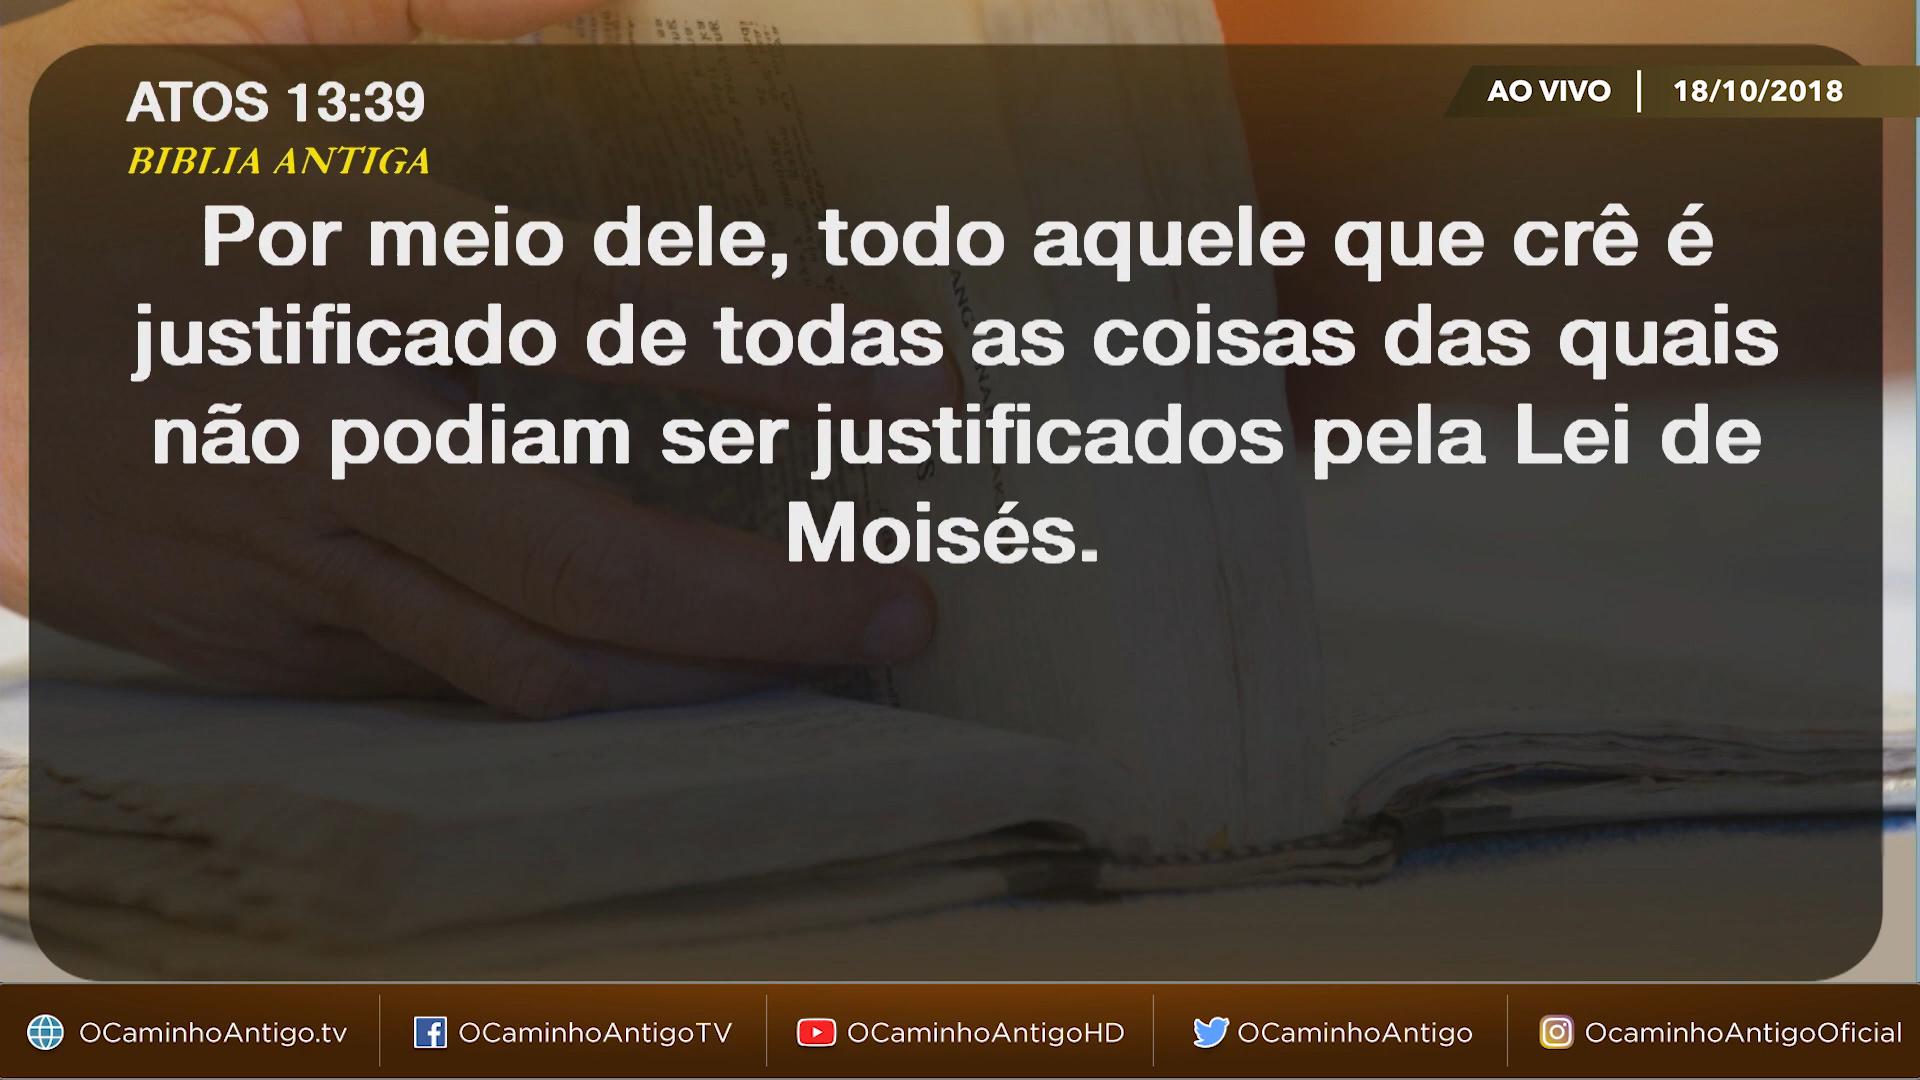 ATOS 13:39
AO VIVO | 18/10/2018
BIBLIA ANTIGA
Por meio dele, todo aquele que crê é
justificado de todas as coisas das quais
não podiam ser justificados pela Lei de
Moisés.
OCaminhoAntigo.tv
OCaminhoAntigoTV
OCaminhoAntigoHD
OCaminhoAntigo
OcaminhoAntigoOficial